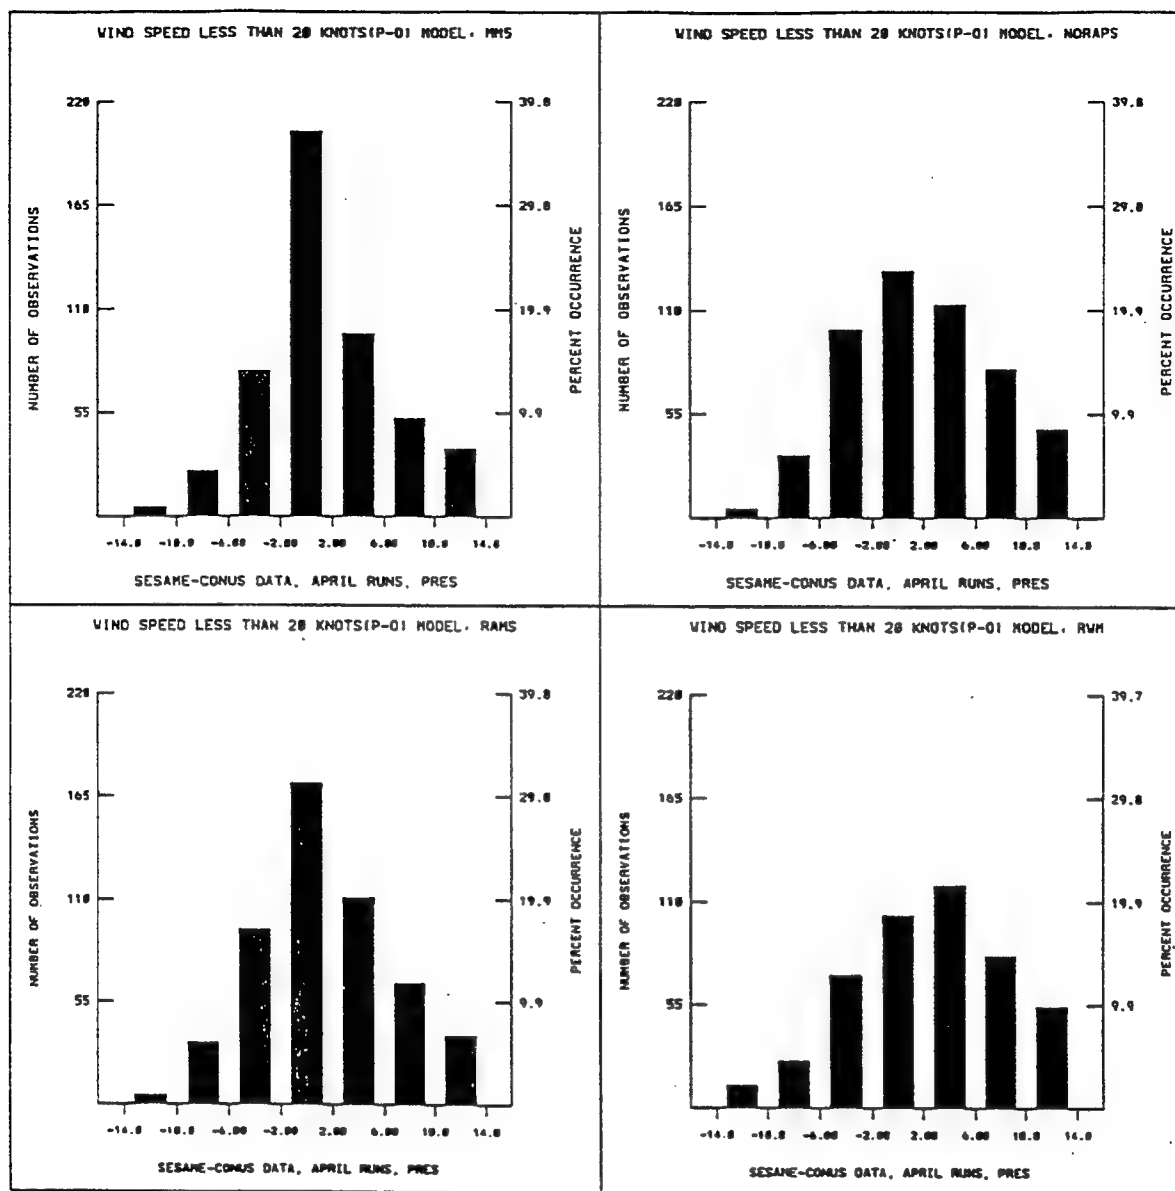 WIND SPEED LESS THAN 20 KNOTS(P-O) MODEL, MM5
220
165
110
55
NUMBER OF OBSERVATIONS
39.8
29.8
19.9
9.9
PERCENT OCCURRENCE
-14.0 -10.0 -6.00 -2.00 2.00 6.00 10.0 14.0
SESAME-CONUS DATA, APRIL RUNS, PRES
WIND SPEED LESS THAN 20 KNOTS(P-O) MODEL, NORAPS
220
165
110
55
NUMBER OF OBSERVATIONS
39.8
29.8
19.9
9.9
PERCENT OCCURRENCE
-14.0 -10.0 -6.00 -2.00 2.00 6.00 10.0 14.0
SESAME-CONUS DATA, APRIL RUNS, PRES
WIND SPEED LESS THAN 20 KNOTS(P-O) MODEL, RAMS
220
165
110
55
NUMBER OF OBSERVATIONS
39.8
29.8
19.9
9.9
PERCENT OCCURRENCE
-14.0 -10.0 -6.00 -2.00 2.00 6.00 10.0 14.0
SESAME-CONUS DATA, APRIL RUNS, PRES
WIND SPEED LESS THAN 20 KNOTS(P-O) MODEL, RWM
220
165
110
55
NUMBER OF OBSERVATIONS
39.7
29.8
19.9
9.9
PERCENT OCCURRENCE
-14.0 -10.0 -6.00 -2.00 2.00 6.00 10.0 14.0
SESAME-CONUS DATA, APRIL RUNS, PRES